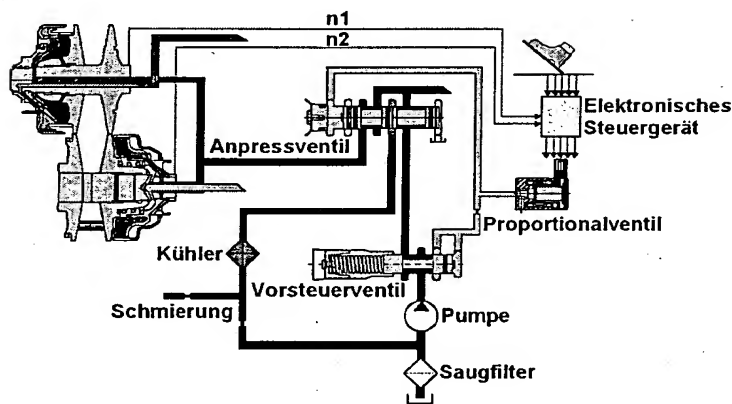 n1
n2
Elektronisches
Steuergerät
Anpressventil
Proportionalventil
Kühler
Vorsteuerventil
Schmierung
Pumpe
Saugfilter